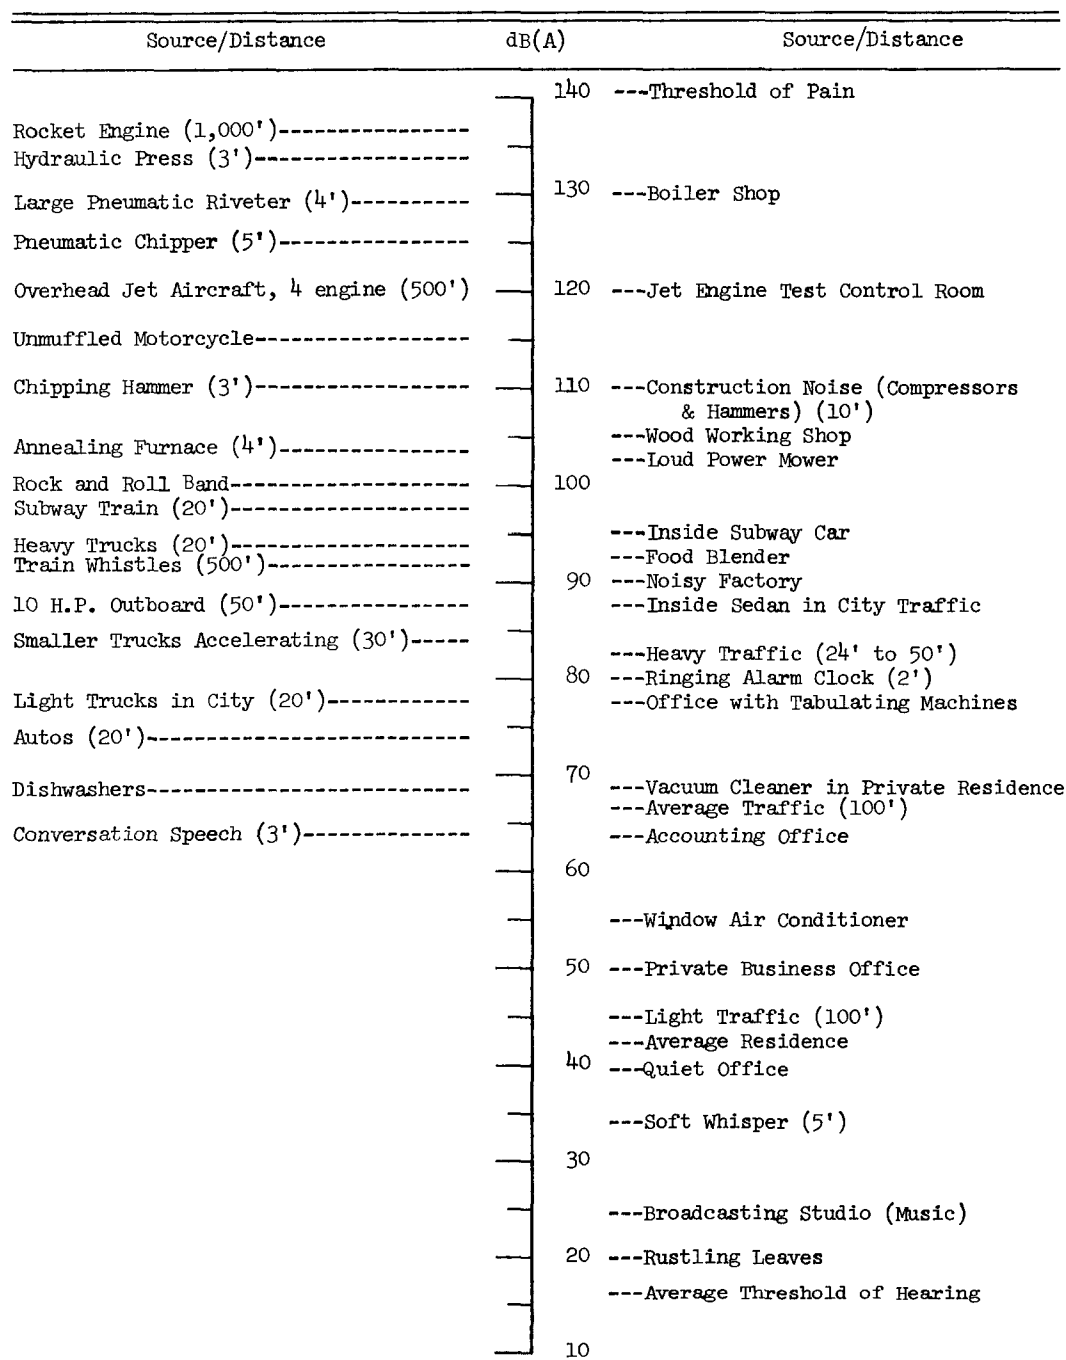 Source/Distance dB(A) Source/Distance
140 ---Threshold of Pain
Rocket Engine (1,000')----------------
Hydraulic Press (3')------------------
130 ---Boiler Shop
Large Pneumatic Riveter (4')----------
Pneumatic Chipper (5')----------------
Overhead Jet Aircraft, 4 engine (500') 120 ---Jet Engine Test Control Room
Unmuffled Motorcycle------------------
Chipping Hammer (3')------------------ 110 ---Construction Noise (Compressors
& Hammers) (10')
---Wood Working Shop
Annealing Furnace (4')----------------
---Loud Power Mower
Rock and Roll Band-------------------- 100
Subway Train (20')--------------------
---Inside Subway Car
Heavy Trucks (20')--------------------
---Food Blender
Train Whistles (500')-----------------
90 ---Noisy Factory
10 H.P. Outboard (50')---------------- ---Inside Sedan in City Traffic
Smaller Trucks Accelerating (30')-----
---Heavy Traffic (24' to 50')
80 ---Ringing Alarm Clock (2')
Light Trucks in City (20')------------ ---Office with Tabulating Machines
Autos (20')---------------------------
70
Dishwashers--------------------------- ---Vacuum Cleaner in Private Residence
---Average Traffic (100')
Conversation Speech (3')-------------- ---Accounting Office
60
---Window Air Conditioner
50 ---Private Business Office
---Light Traffic (100')
---Average Residence
40 ---Quiet Office
---Soft Whisper (5')
30
---Broadcasting Studio (Music)
20 ---Rustling Leaves
---Average Threshold of Hearing
10